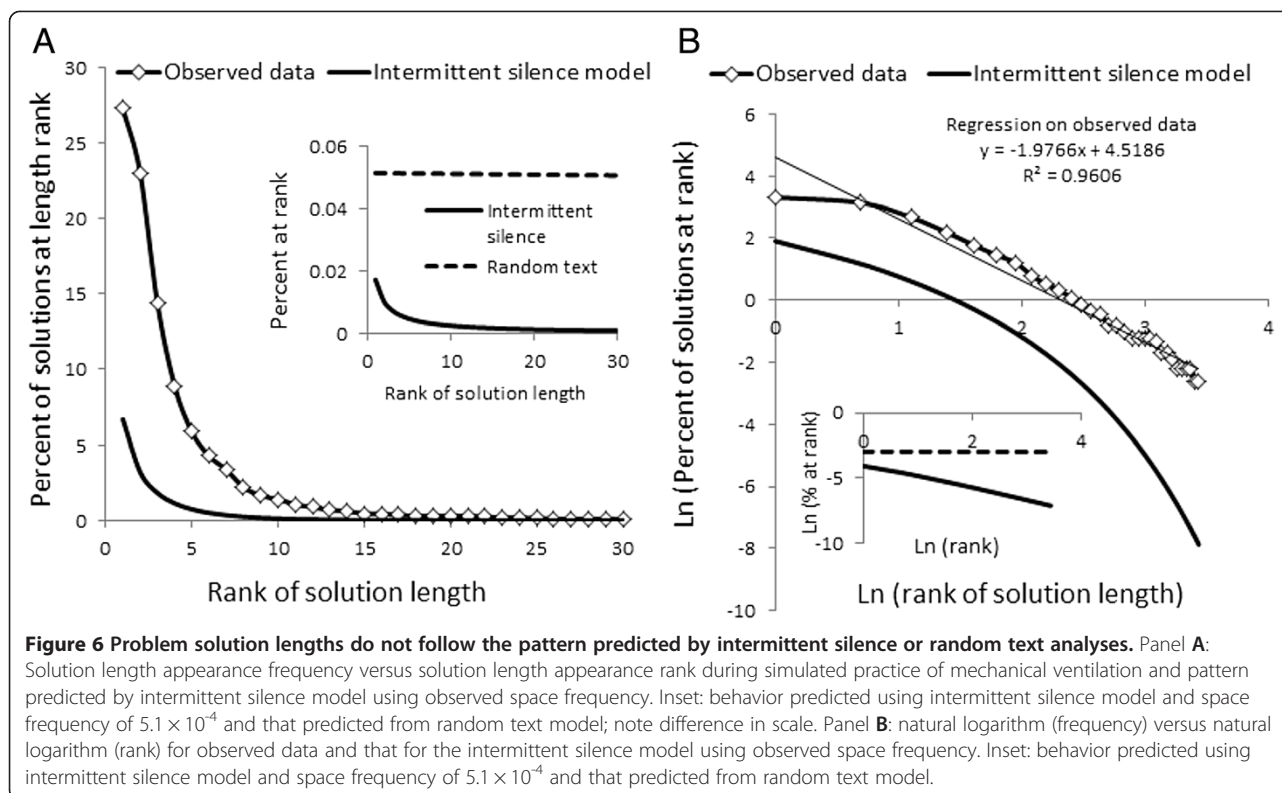 A
Observed data Intermittent silence model
Percent of solutions at length rank
30
25
20
15
10
5
0
0 5 10 15 20 25 30
Rank of solution length
Percent at rank
0.06
0.04
0.02
0
0 10 20 30
Rank of solution length
Intermittent
silence
Random text
B
Observed data Intermittent silence model
Ln (Percent of solutions at rank)
6
4
2
0
-2
-4
-6
-8
-10
0 1 2 3 4
Regression on observed data
y = -1.9766x + 4.5186
R² = 0.9606
Ln (% at rank)
0
-5
-10
0 2 4
Ln (rank)
Ln (rank of solution length)
Figure 6 Problem solution lengths do not follow the pattern predicted by intermittent silence or random text analyses. Panel A:
Solution length appearance frequency versus solution length appearance rank during simulated practice of mechanical ventilation and pattern
predicted by intermittent silence model using observed space frequency. Inset: behavior predicted using intermittent silence model and space
frequency of 5.1 × 10⁻⁴ and that predicted from random text model; note difference in scale. Panel B: natural logarithm (frequency) versus natural
logarithm (rank) for observed data and that for the intermittent silence model using observed space frequency. Inset: behavior predicted using
intermittent silence model and space frequency of 5.1 × 10⁻⁴ and that predicted from random text model.